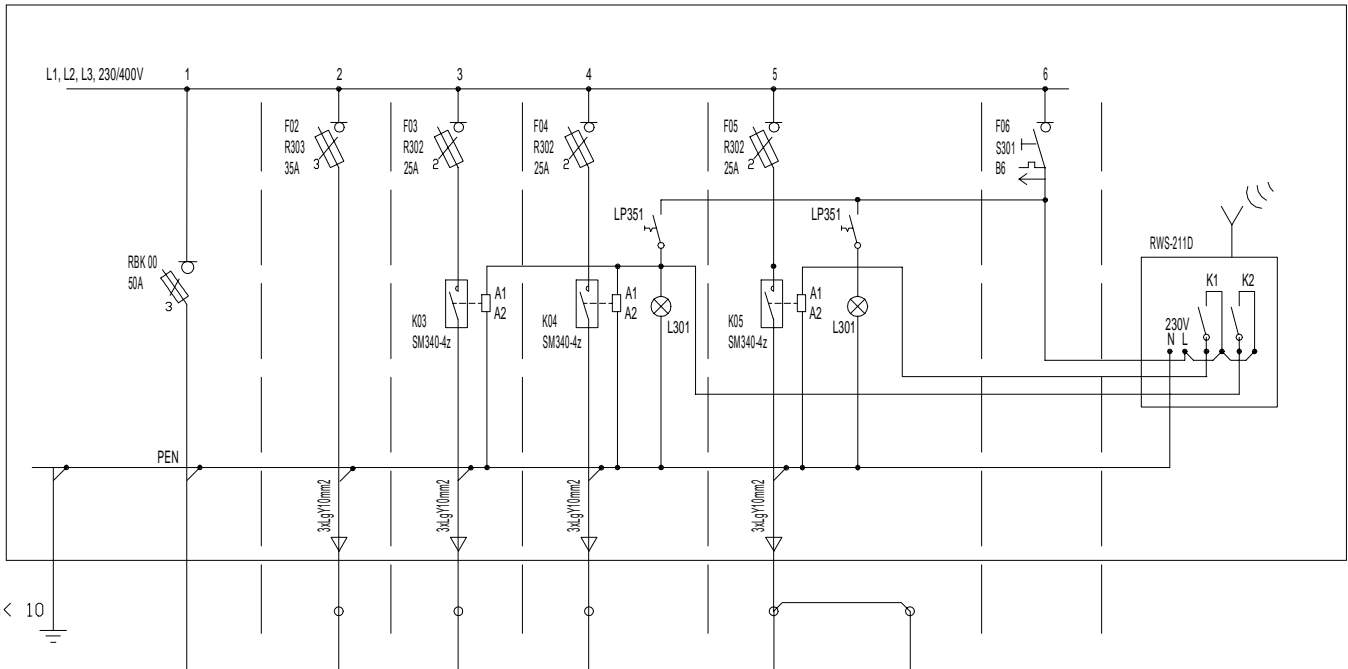 L1, L2, L3, 230/400V
1
2
3
4
5
6
F02
R303
35A
3
F03
R302
25A
2
F04
R302
25A
2
F05
R302
25A
2
F06
S301
B6
RBK 00
50A
3
LP351
LP351
RWS-211D
K1
K2
230V
N L
A1
A2
K03
SM340-4z
A1
A2
K04
SM340-4z
L301
A1
A2
K05
SM340-4z
L301
PEN
3xLgY10mm2
3xLgY10mm2
3xLgY10mm2
3xLgY10mm2
< 10